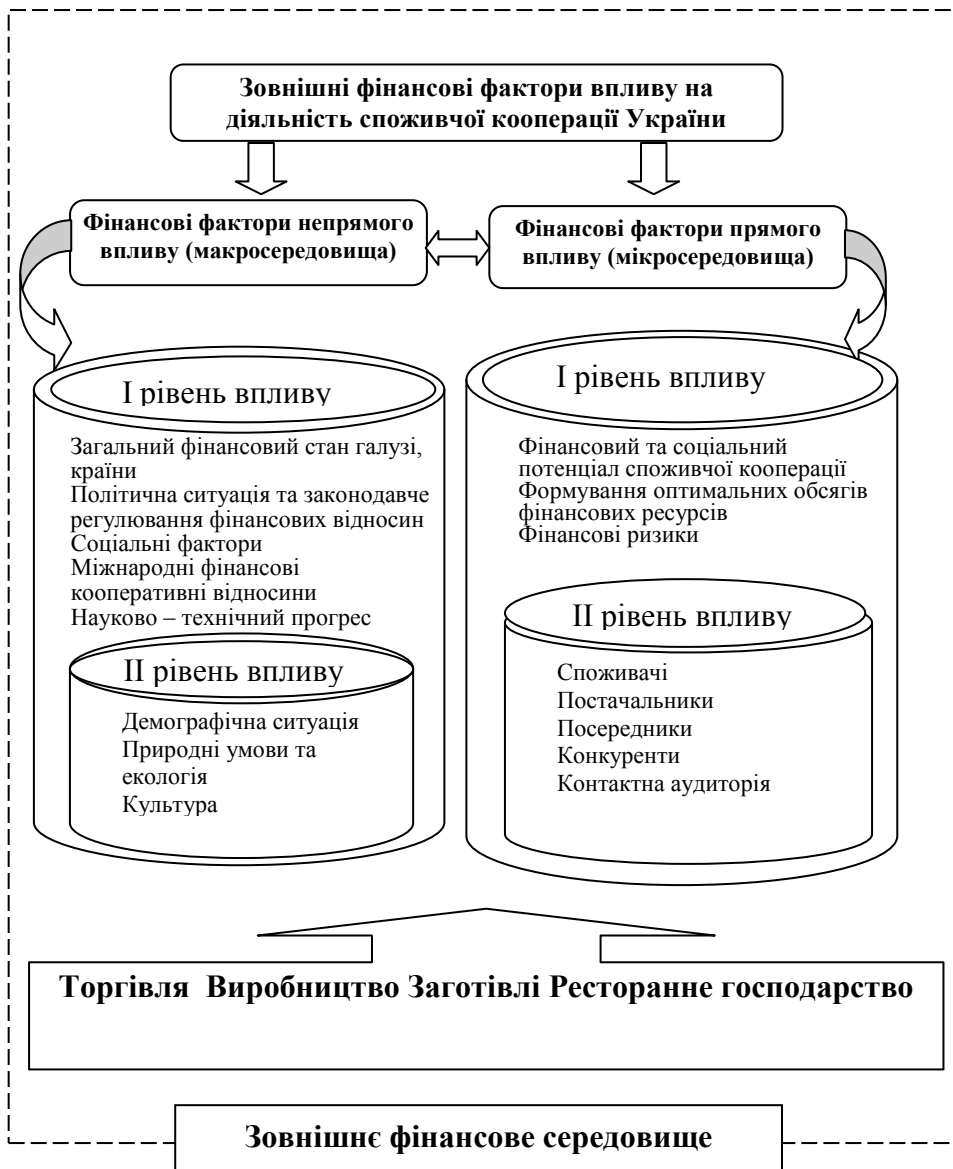 Зовнішні фінансові фактори впливу на
діяльність споживчої кооперації України
Фінансові фактори непрямого
впливу (макросередовища)
Фінансові фактори прямого
впливу (мікросередовища)
І рівень впливу
Загальний фінансовий стан галузі,
країни
Політична ситуація та законодавче
регулювання фінансових відносин
Соціальні фактори
Міжнародні фінансові
кооперативні відносини
Науково – технічний прогрес
ІІ рівень впливу
Демографічна ситуація
Природні умови та
екологія
Культура
І рівень впливу
Фінансовий та соціальний
потенціал споживчої кооперації
Формування оптимальних обсягів
фінансових ресурсів
Фінансові ризики
ІІ рівень впливу
Споживачі
Постачальники
Посередники
Конкуренти
Контактна аудиторія
Торгівля Виробництво Заготівлі Ресторанне господарство
Зовнішнє фінансове середовище